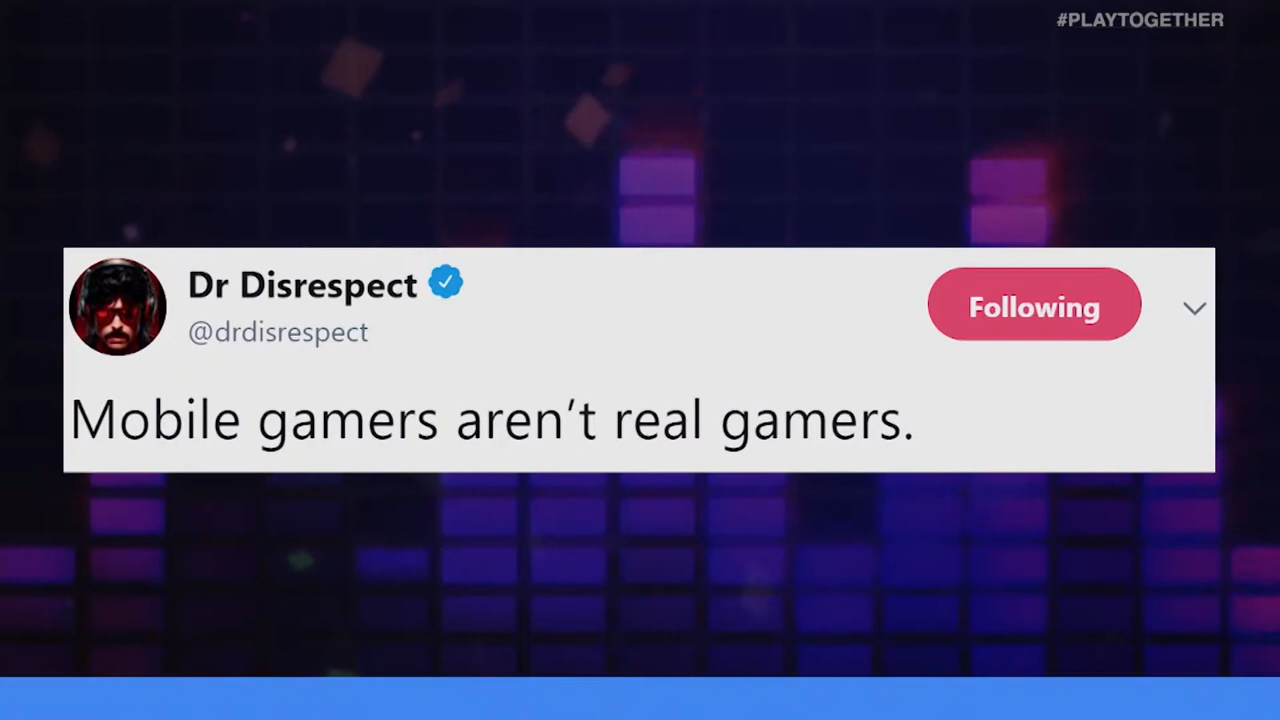 #PLAYTOGETHER
Dr Disrespect
@drdisrespect
Following
Mobile gamers aren’t real gamers.